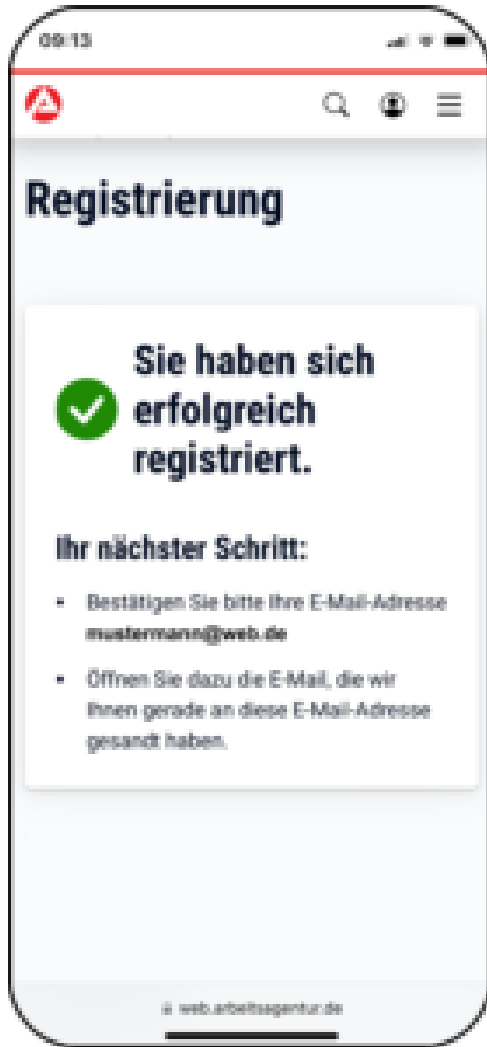 09:13
Registrierung
Sie haben sich
erfolgreich
registriert.
Ihr nächster Schritt:
• Bestätigen Sie bitte Ihre E-Mail-Adresse
mustermann@web.de
• Öffnen Sie dazu die E-Mail, die wir
Ihnen gerade an diese E-Mail-Adresse
gesandt haben.
web.arbeitsagentur.de